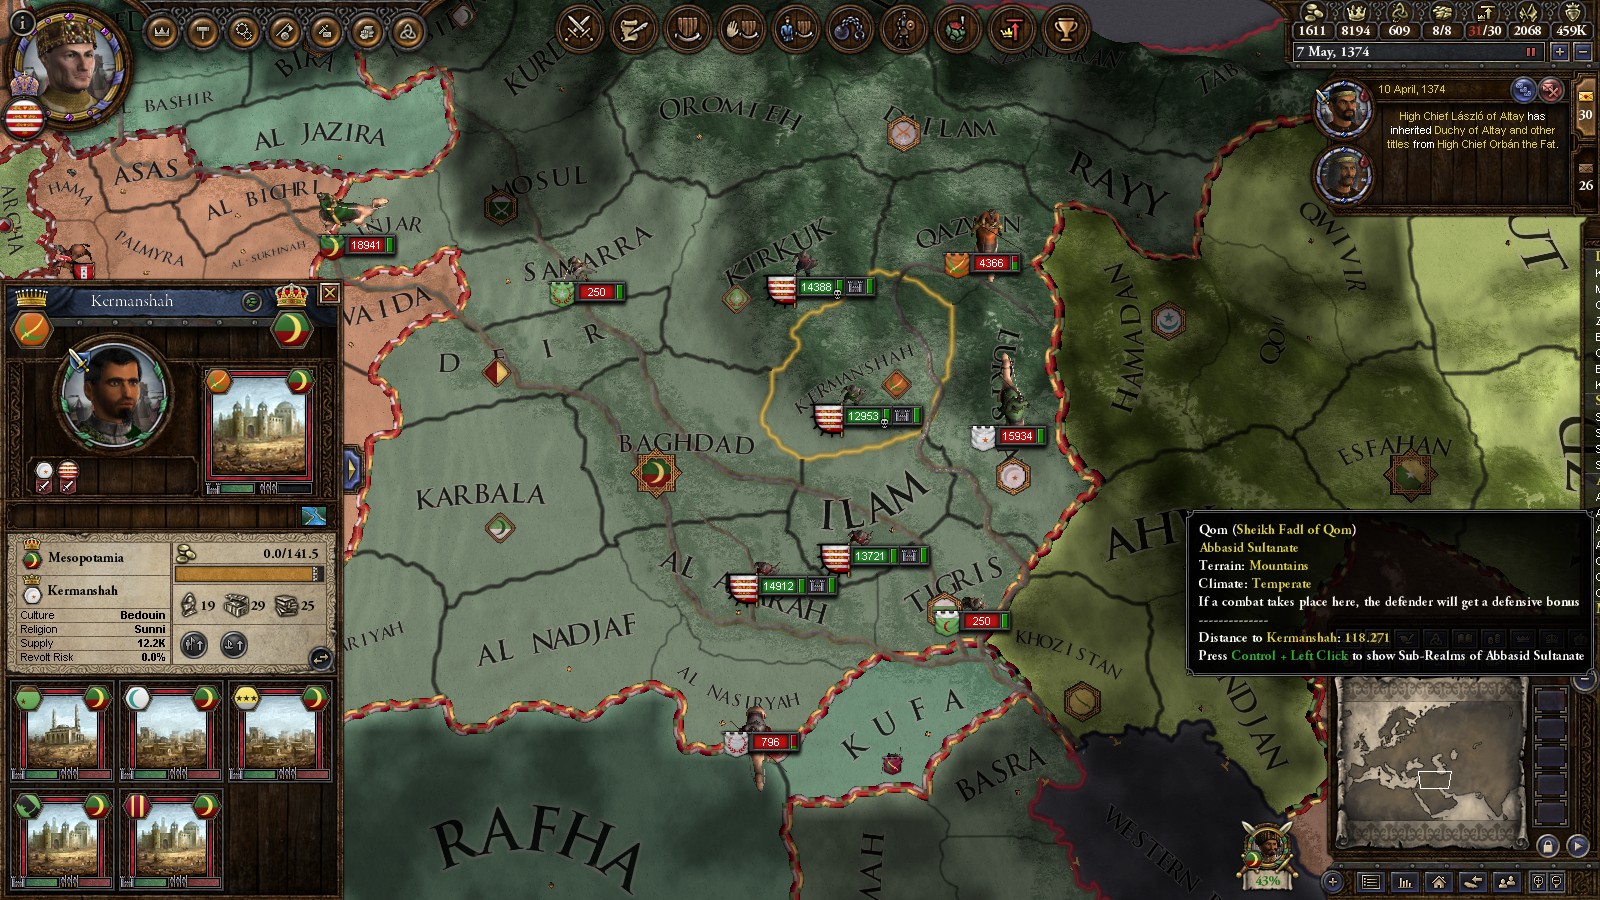 1611 8194 609 8/8 31/30 2068 459K
7 May, 1374
10 April, 1374
High Chief László of Altay has
inherited Duchy of Altay and other
titles from High Chief Orbán the Fat.
30
26
BIRA
BASHIR
AL JAZIRA
ASAS
HAMA
AL BICHRI
PALMYRA
AL-SUKHNAH
MOSUL
OROMIEH
DAILAM
TAB
RAYY
QWIVIR
SAMARRA
KIRKUK
QAZWIN
HAMADAN
QOM
DEIR
KERMANSHAH
BAGHDAD
KARBALA
ILAM
ESFAHAN
TIGRIS
AL NADJAF
KHOZISTAN
AL NASIRYAH
KUFA
BASRA
RAFHA
WESTERN
18941
250
14388
4366
12953
15934
13721
14912
250
796
Kermanshah
Mesopotamia
Kermanshah
0.0/141.5
19 29 25
Culture Bedouin
Religion Sunni
Supply 12.2K
Revolt Risk 0.0%
Qom (Sheikh Fadl of Qom)
Abbasid Sultanate
Terrain: Mountains
Climate: Temperate
If a combat takes place here, the defender will get a defensive bonus
--------------
Distance to Kermanshah: 118.271
Press Control + Left Click to show Sub-Realms of Abbasid Sultanate
43%